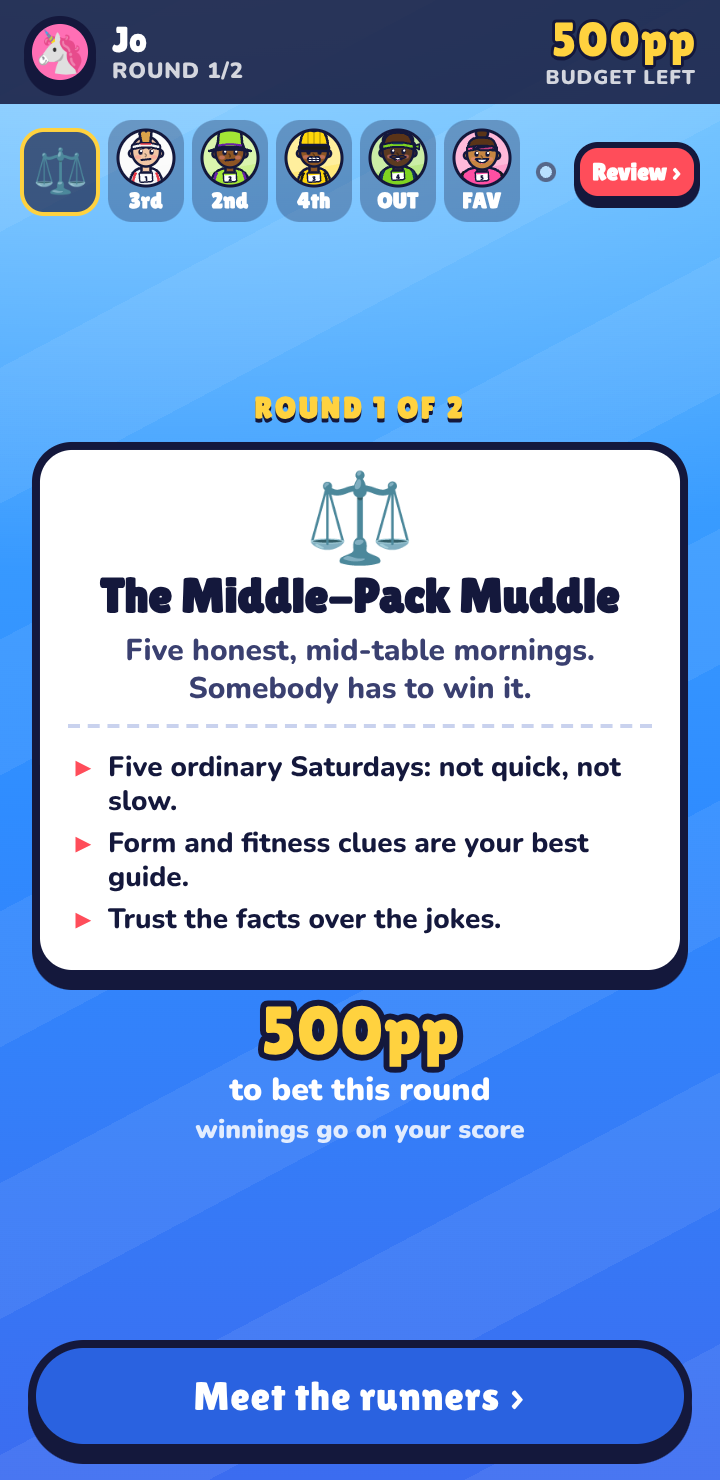 Jo
ROUND 1/2
500pp
BUDGET LEFT
3rd
2nd
4th
OUT
FAV
Review ›
ROUND 1 OF 2
The Middle-Pack Muddle
Five honest, mid-table mornings.
Somebody has to win it.
Five ordinary Saturdays: not quick, not
slow.
Form and fitness clues are your best
guide.
Trust the facts over the jokes.
500pp
to bet this round
winnings go on your score
Meet the runners ›